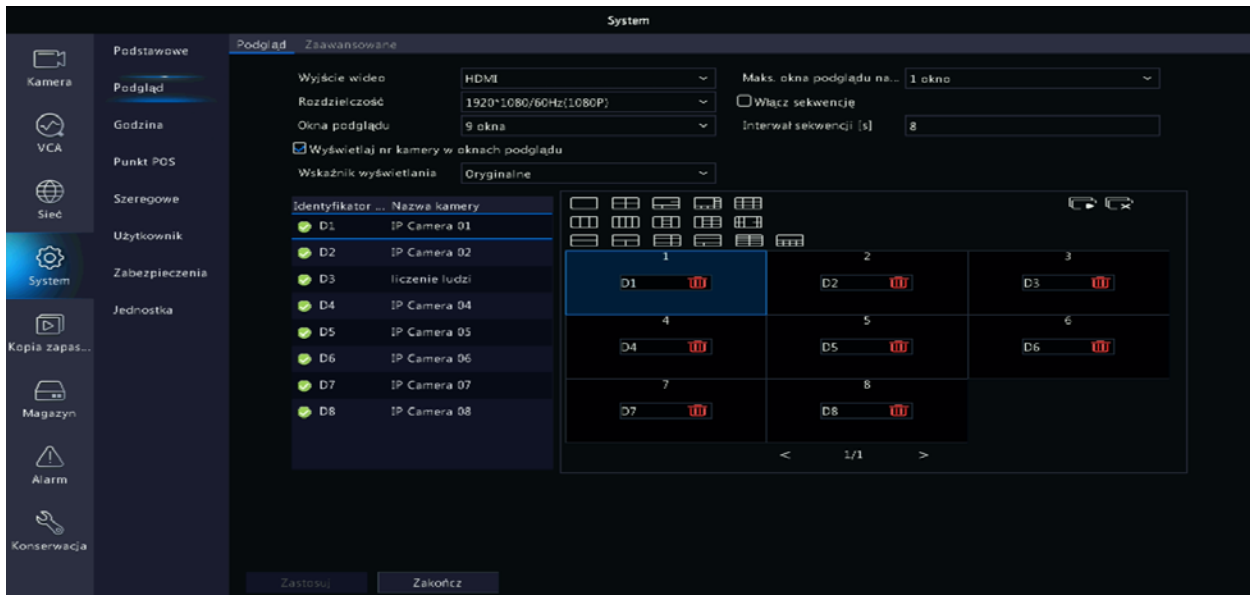 System
Kamera
VCA
Sieć
System
Kopia zapas...
Magazyn
Alarm
Konserwacja
Podstawowe
Podgląd
Godzina
Punkt POS
Szeregowe
Użytkownik
Zabezpieczenia
Jednostka
Podgląd Zaawansowane
Wyjście wideo HDMI Maks. okna podglądu na... 1 okno
Rozdzielczość 1920*1080/60Hz(1080P) Włącz sekwencję
Okna podglądu 9 okna Interwał sekwencji [s] 8
Wyświetlaj nr kamery w oknach podglądu
Wskaźnik wyświetlania Oryginalne
Identyfikator ... Nazwa kamery
D1 IP Camera 01
D2 IP Camera 02
D3 liczenie ludzi
D4 IP Camera 04
D5 IP Camera 05
D6 IP Camera 06
D7 IP Camera 07
D8 IP Camera 08
1 2 3
D1 D2 D3
4 5 6
D4 D5 D6
7 8
D7 D8
< 1/1 >
Zastosuj Zakończ